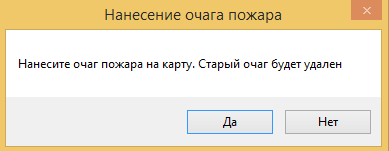 Нанесение очага пожара
Нанесите очаг пожара на карту. Старый очаг будет удален
Да
Нет